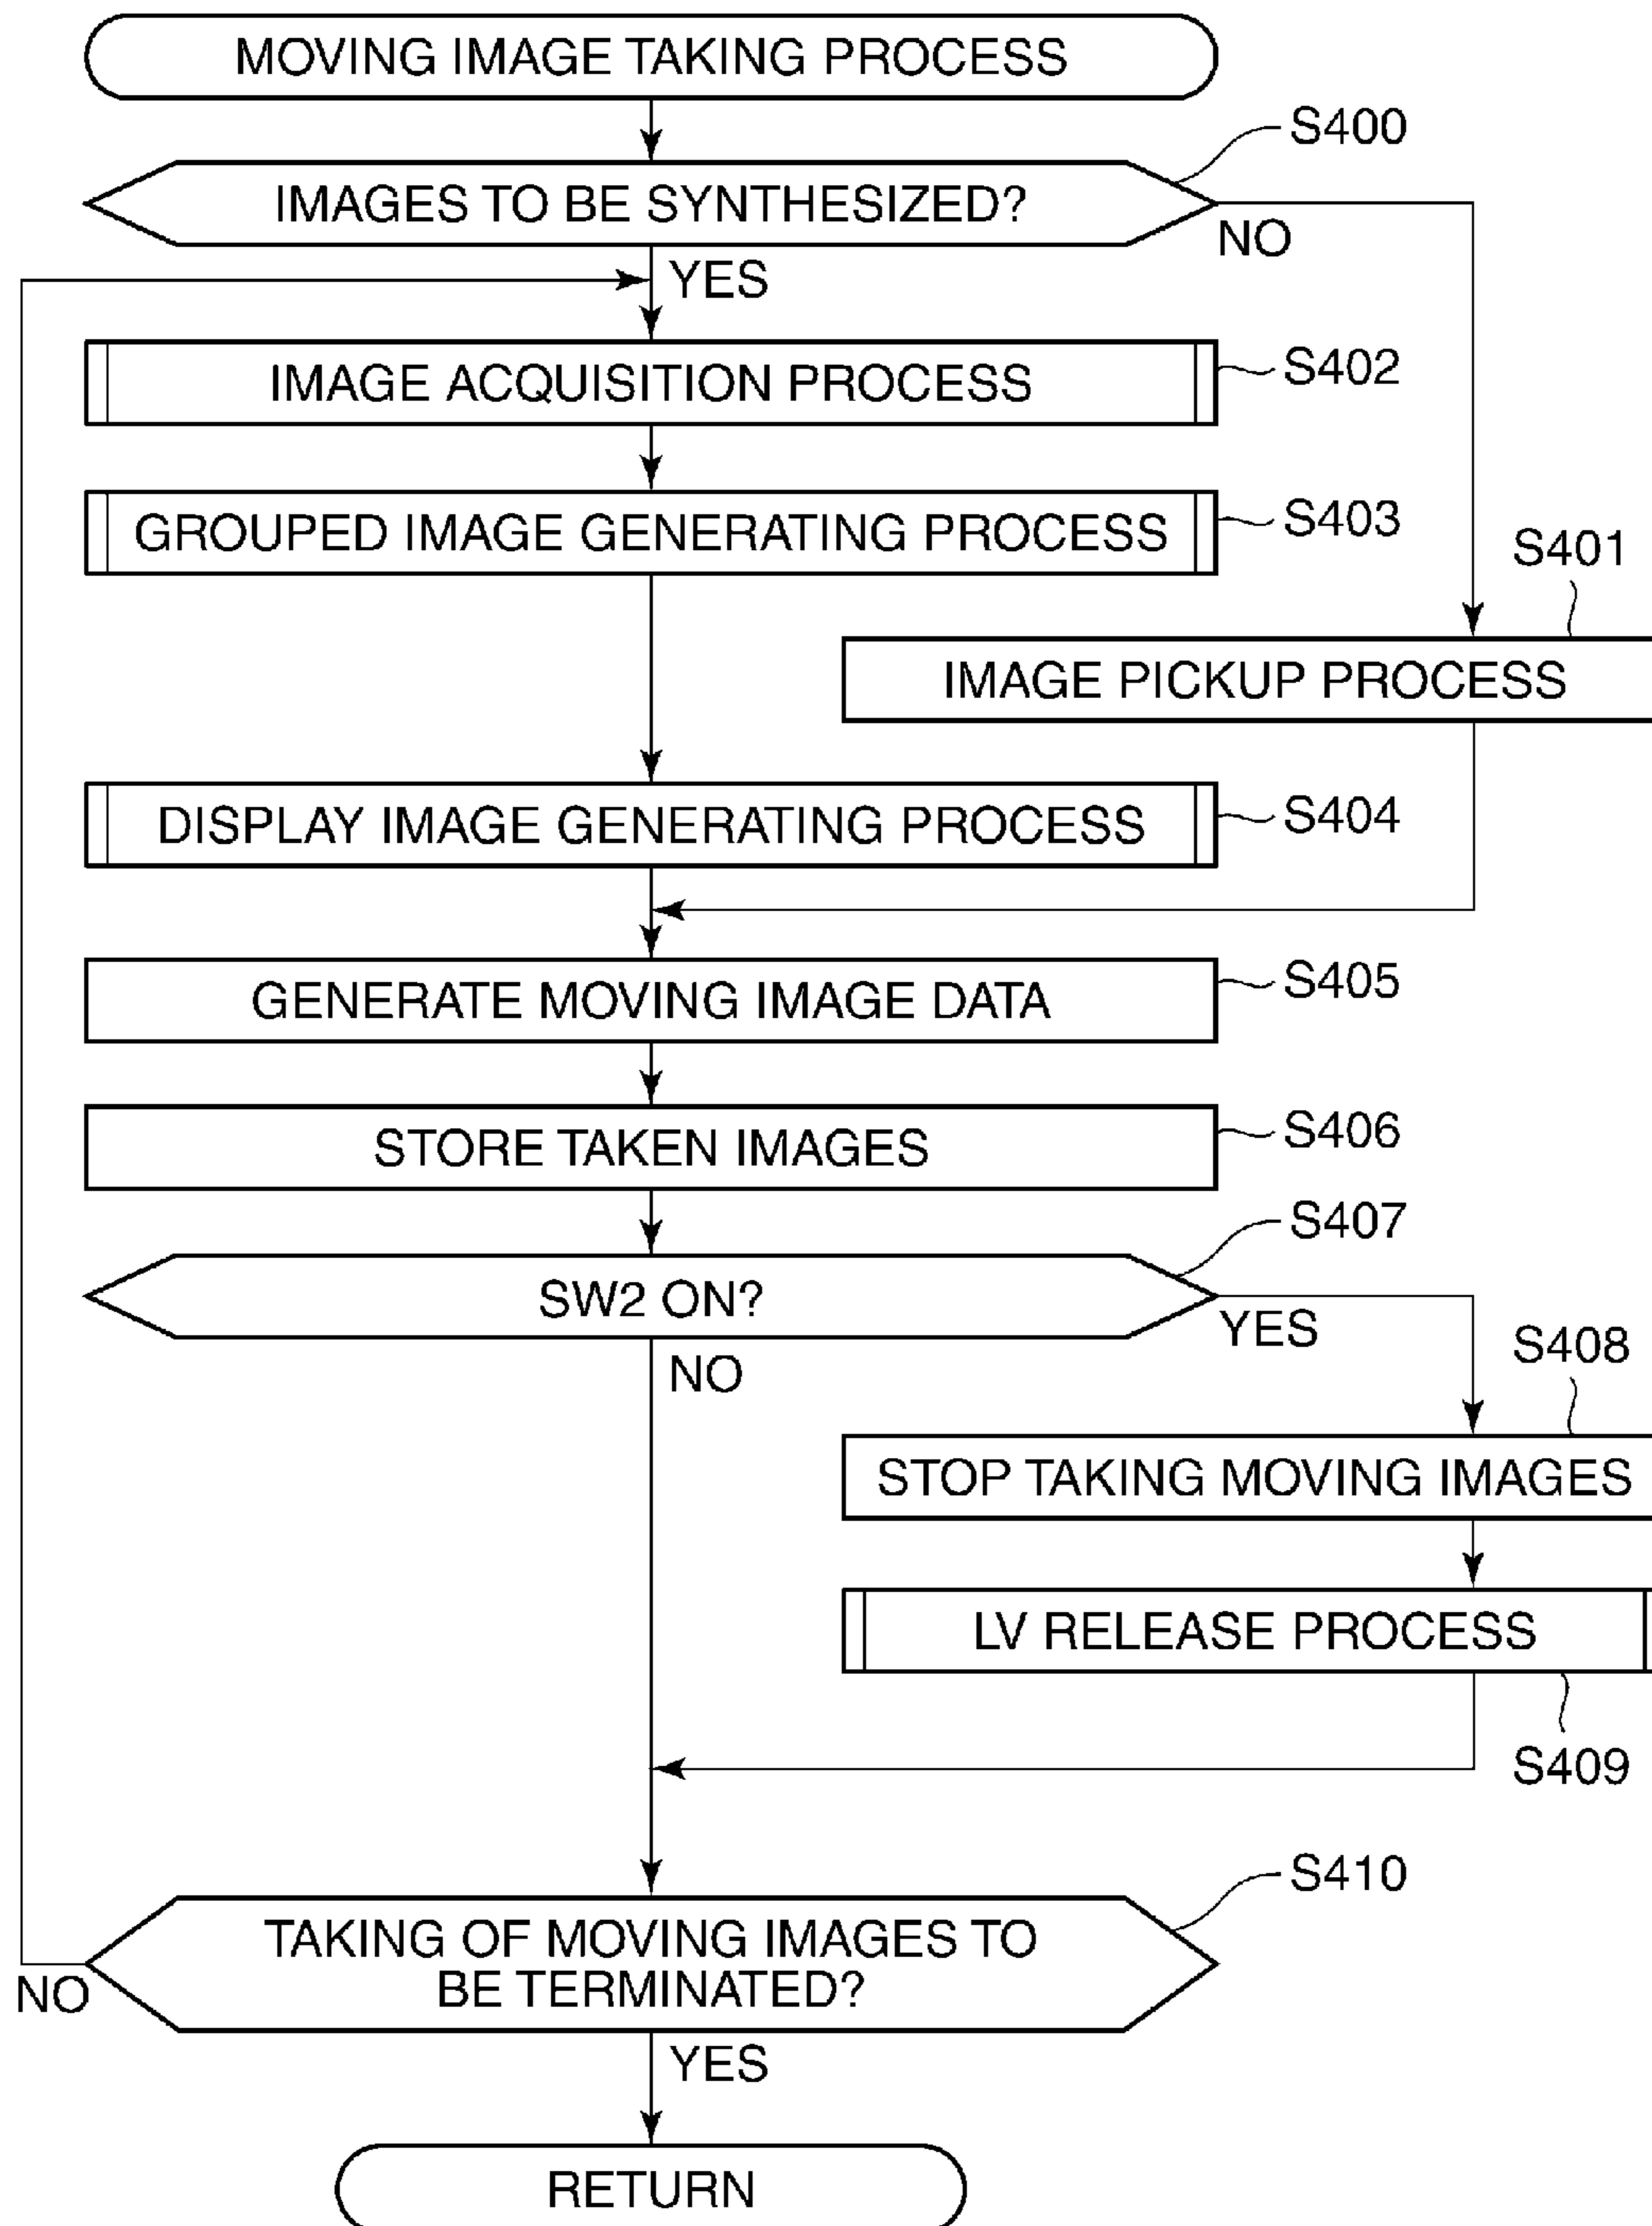 MOVING IMAGE TAKING PROCESS
S400
IMAGES TO BE SYNTHESIZED?
NO
YES
IMAGE ACQUISITION PROCESS
S402
GROUPED IMAGE GENERATING PROCESS
S403
S401
IMAGE PICKUP PROCESS
DISPLAY IMAGE GENERATING PROCESS
S404
GENERATE MOVING IMAGE DATA
S405
STORE TAKEN IMAGES
S406
S407
SW2 ON?
YES
NO
S408
STOP TAKING MOVING IMAGES
LV RELEASE PROCESS
S409
S410
TAKING OF MOVING IMAGES TO
BE TERMINATED?
NO
YES
RETURN